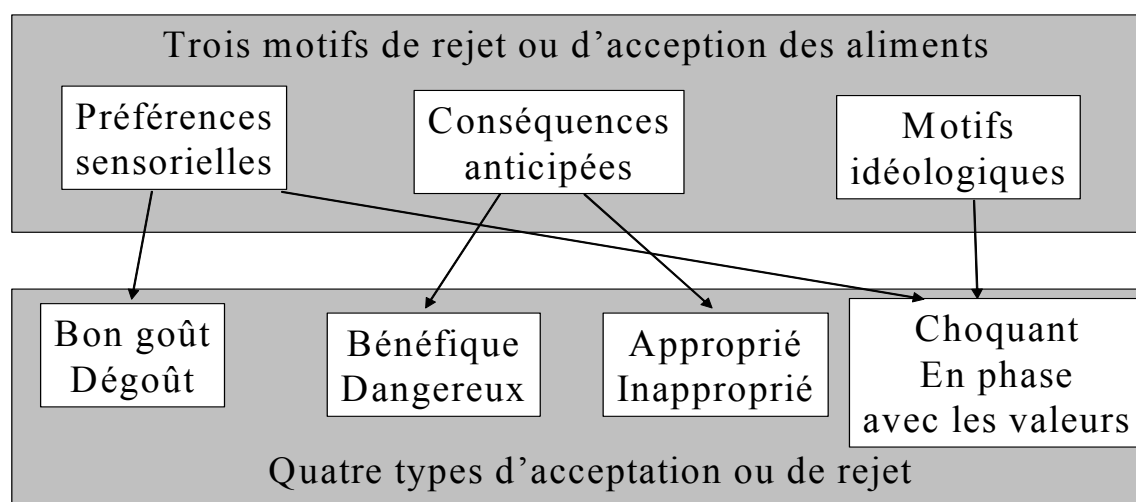 Trois motifs de rejet ou d’acception des aliments
Préférences
sensorielles
Conséquences
anticipées
Motifs
idéologiques
Bon goût
Dégoût
Bénéfique
Dangereux
Approprié
Inapproprié
Choquant
En phase
avec les valeurs
Quatre types d’acceptation ou de rejet